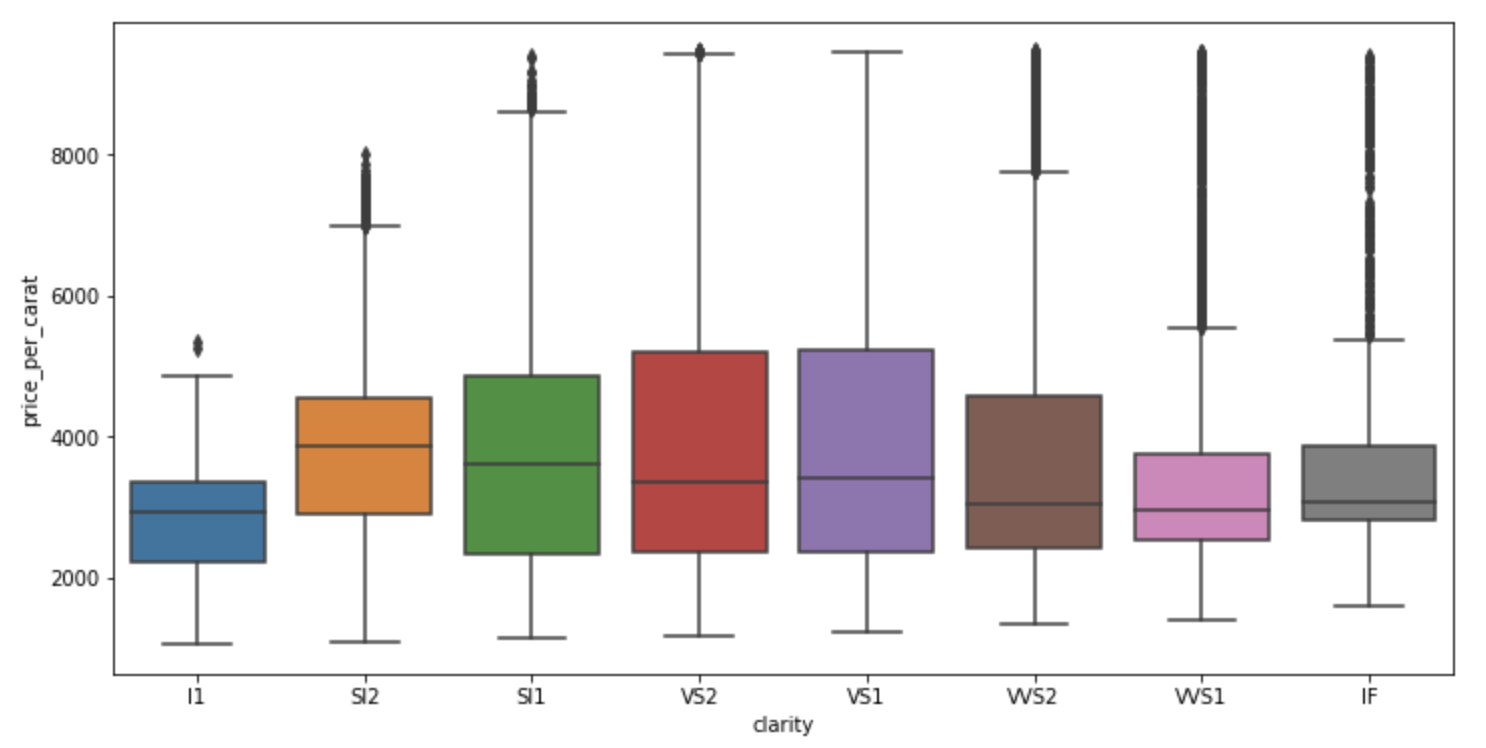 8000
6000
4000
2000
price_per_carat
I1 SI2 SI1 VS2 VS1 VVS2 VVS1 IF
clarity